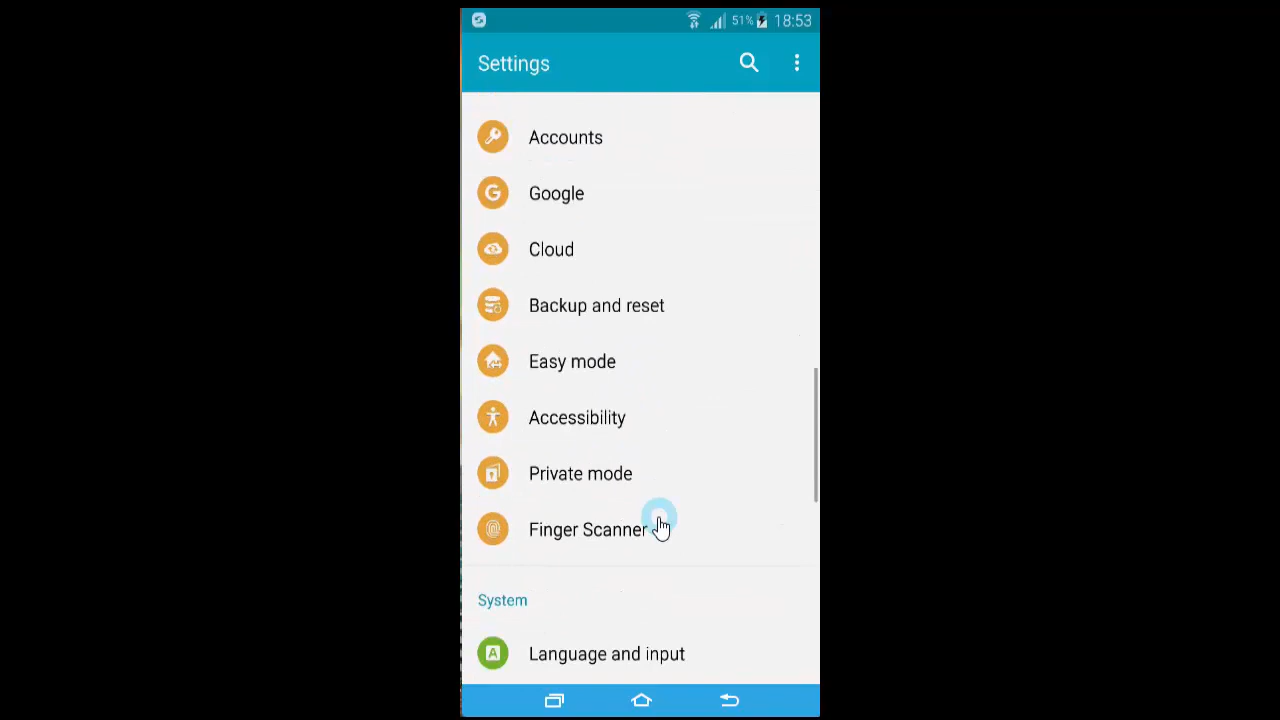 51% 18:53
Settings
Accounts
Google
Cloud
Backup and reset
Easy mode
Accessibility
Private mode
Finger Scanner
System
Language and input